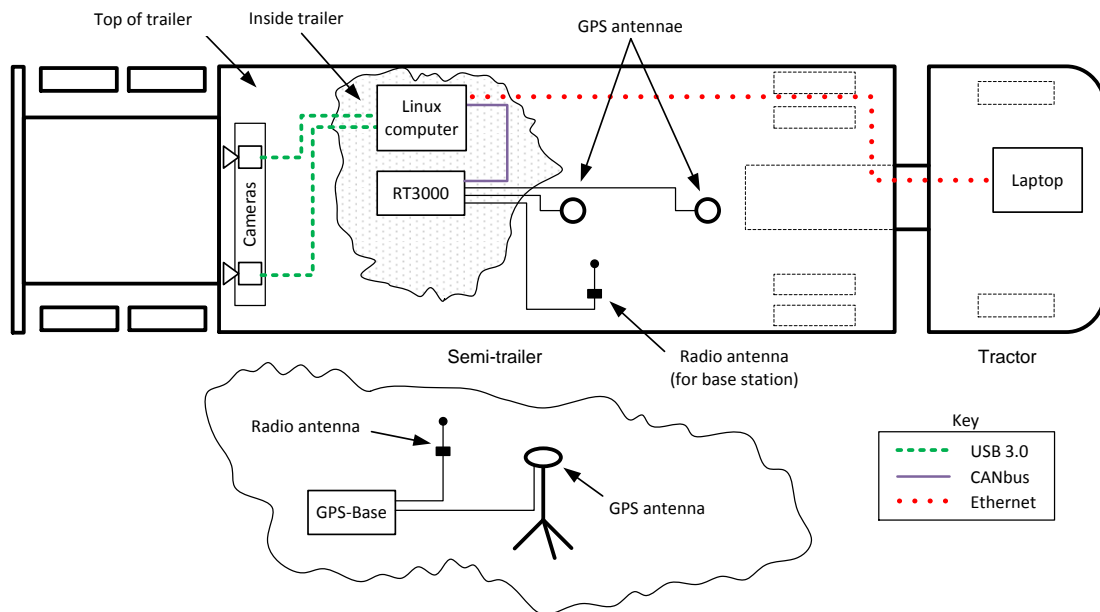 Top of trailer
Inside trailer
GPS antennae
Linux
computer
RT3000
Cameras
Laptop
Semi-trailer
Radio antenna
(for base station)
Tractor
Radio antenna
GPS-Base
GPS antenna
Key
USB 3.0
CANbus
Ethernet